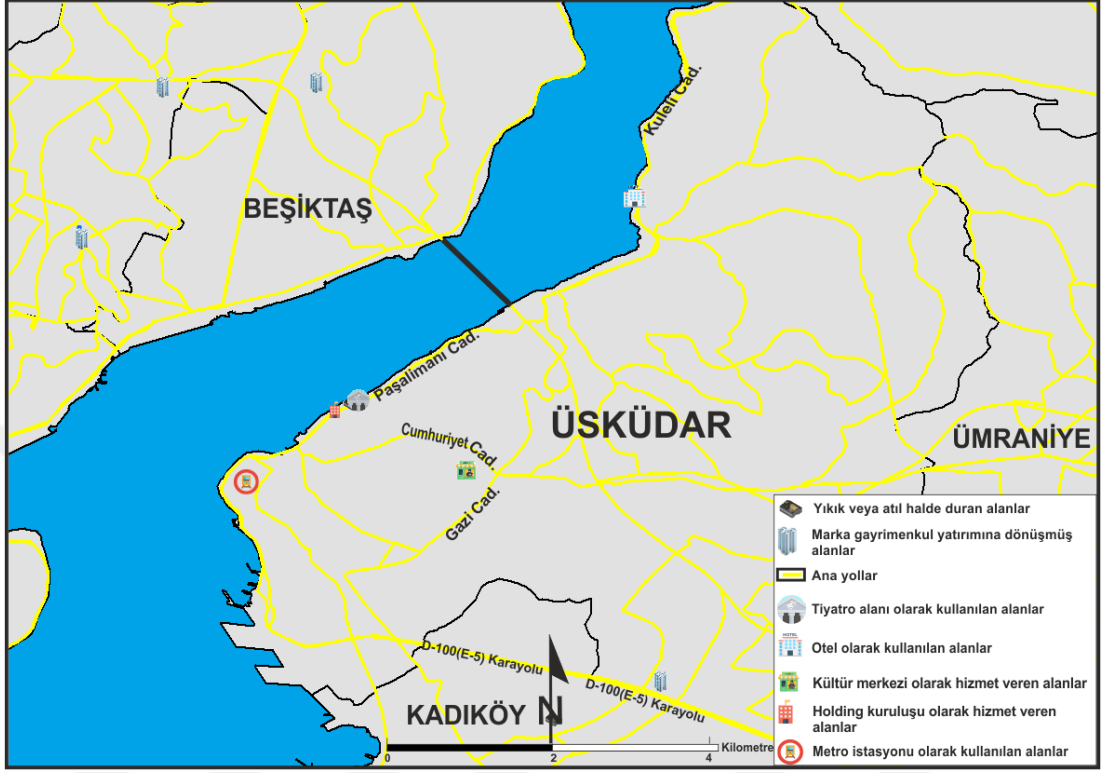 Kuleli Cad.
BEŞİKTAŞ
Paşalimanı Cad.
ÜSKÜDAR
Cumhuriyet Cad.
ÜMRANİYE
Gazi Cad.
D-100(E-5) Karayolu
D-100(E-5) Karayolu
KADIKÖY
N
0 2 4 Kilometre
Yıkık veya atıl halde duran alanlar
Marka gayrimenkul yatırımına dönüşmüş
alanlar
Ana yollar
Tiyatro alanı olarak kullanılan alanlar
HOTEL
Otel olarak kullanılan alanlar
Kültür merkezi olarak hizmet veren alanlar
Holding kuruluşu olarak hizmet veren
alanlar
Metro istasyonu olarak kullanılan alanlar